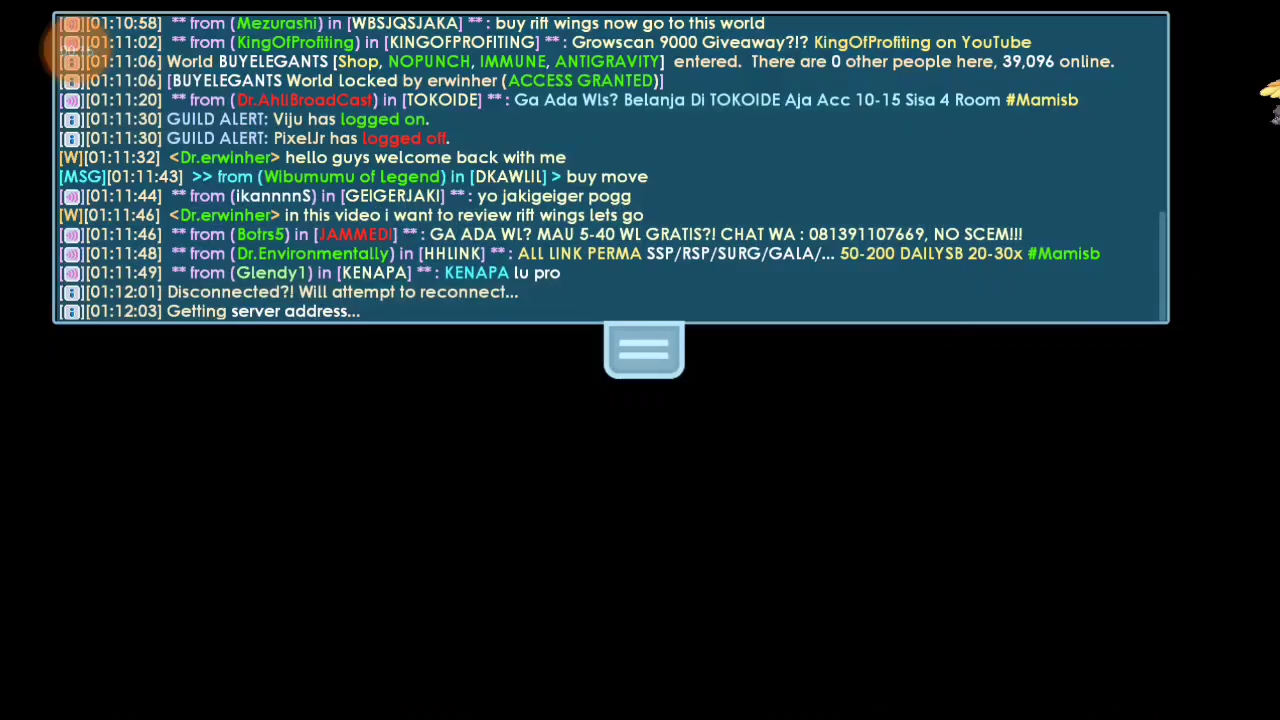 [01:10:58] ** from (Mezurashi) in [WBSJQSJAKA] ** : buy rift wings now go to this world
[01:11:02] ** from (KingOfProfiting) in [KINGOFPROFITING] ** : Growscan 9000 Giveaway?!? KingOfProfiting on YouTube
[01:11:06] World BUYELEGANTS [Shop, NOPUNCH, IMMUNE, ANTIGRAVITY] entered. There are 0 other people here, 39,096 online.
[01:11:06] [BUYELEGANTS World Locked by erwinher (ACCESS GRANTED)]
[01:11:20] ** from (Dr.AhliBroadCast) in [TOKOIDE] ** : Ga Ada Wls? Belanja Di TOKOIDE Aja Acc 10-15 Sisa 4 Room #Mamisb
[01:11:30] GUILD ALERT: Viju has logged on.
[01:11:30] GUILD ALERT: PixelJr has logged off.
[W][01:11:32] <Dr.erwinher> hello guys welcome back with me
[MSG][01:11:43] >> from (Wibumumu of Legend) in [DKAWLIL] > buy move
[01:11:44] ** from (ikannnnS) in [GEIGERJAKI] ** : yo jakigeiger pogg
[W][01:11:46] <Dr.erwinher> in this video i want to review rift wings lets go
[01:11:46] ** from (Botrs5) in [JAMMED!] ** : GA ADA WL? MAU 5-40 WL GRATIS?! CHAT WA : 081391107669, NO SCEM!!!
[01:11:48] ** from (Dr.Environmentally) in [HHLINK] ** : ALL LINK PERMA SSP/RSP/SURG/GALA/... 50-200 DAILYSB 20-30x #Mamisb
[01:11:49] ** from (Glendy1) in [KENAPA] ** : KENAPA lu pro
[01:12:01] Disconnected?! Will attempt to reconnect...
[01:12:03] Getting server address...